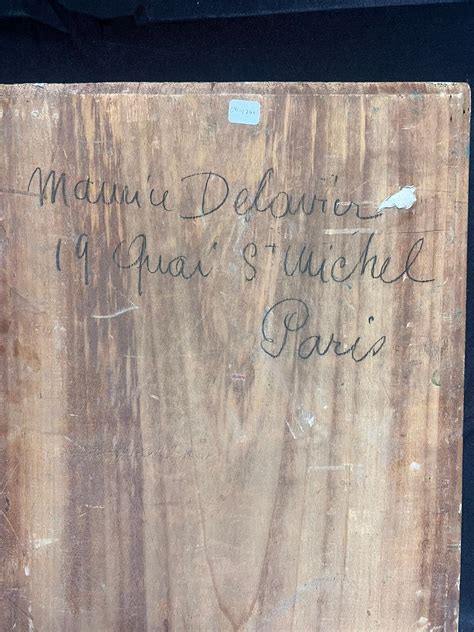 Maurice Delavier
19 Quai St Michel
Paris